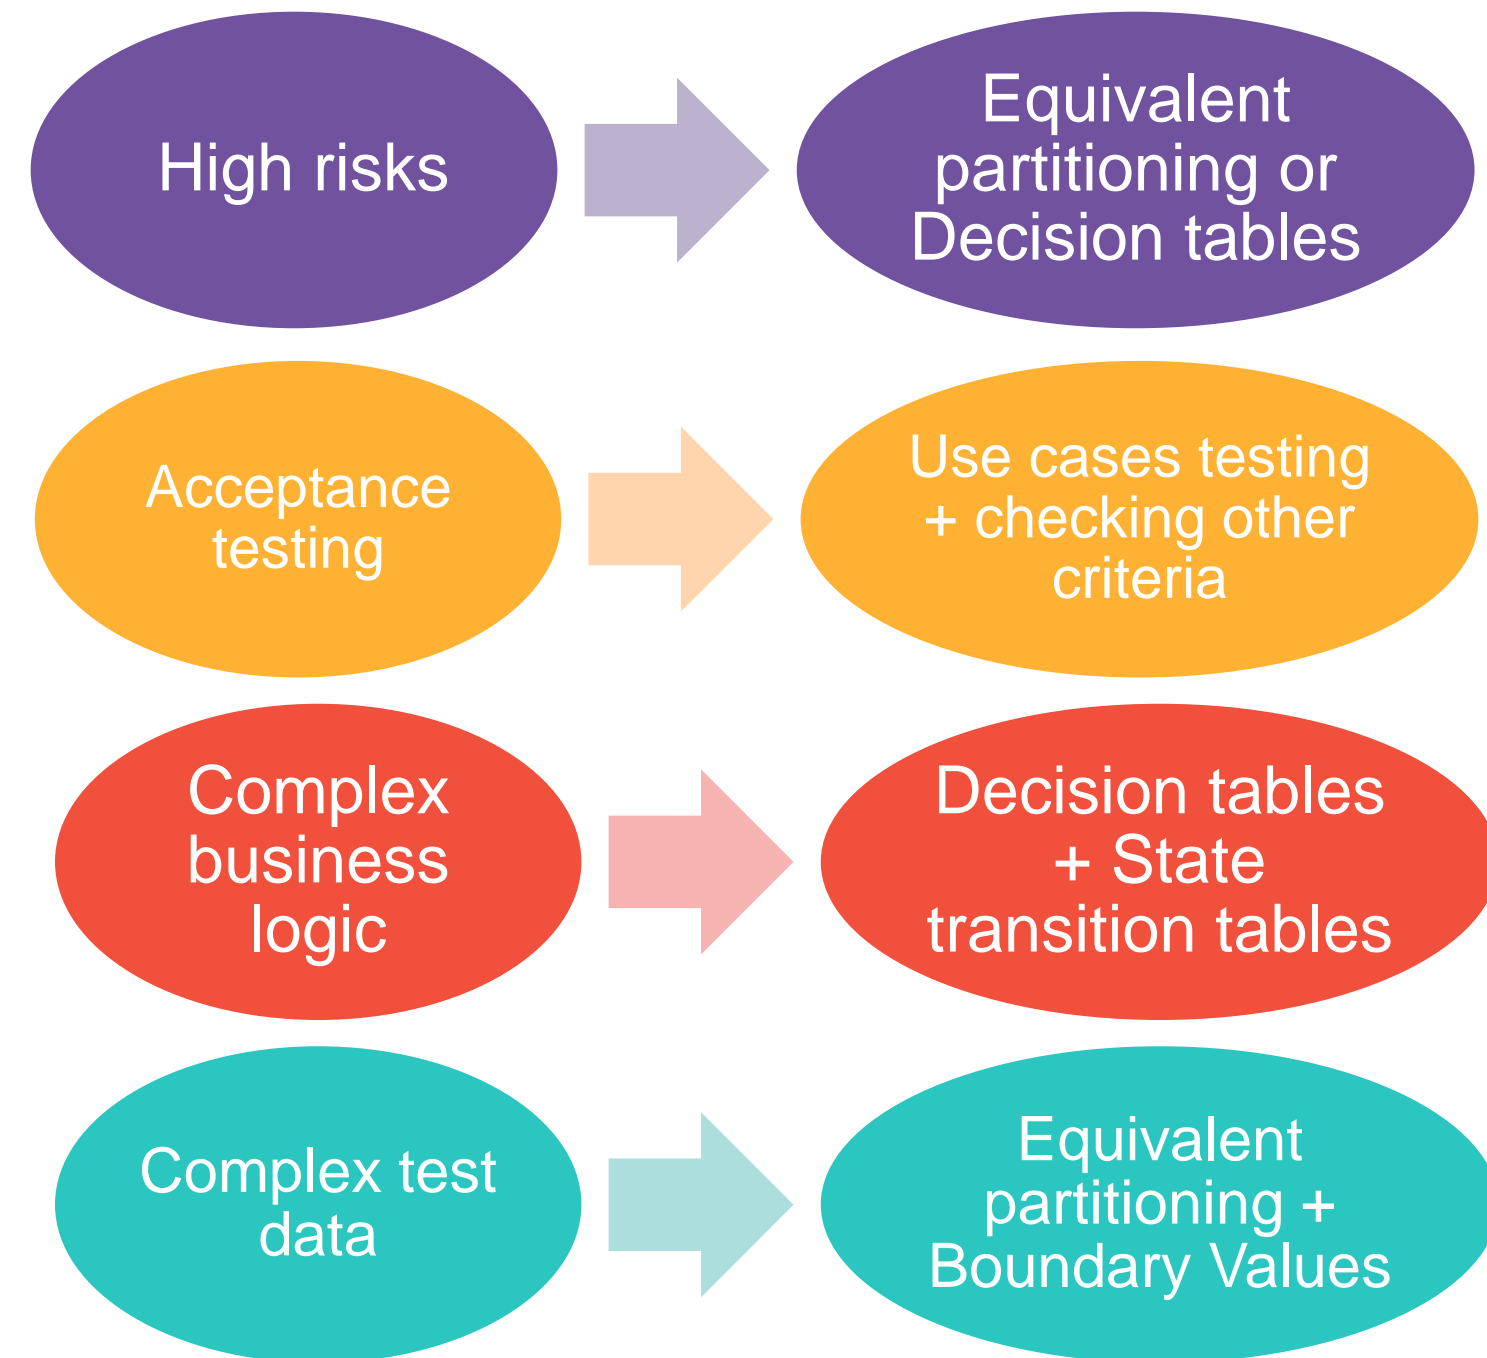 High risks
Equivalent
partitioning or
Decision tables
Acceptance
testing
Use cases testing
+ checking other
criteria
Complex
business
logic
Decision tables
+ State
transition tables
Complex test
data
Equivalent
partitioning +
Boundary Values